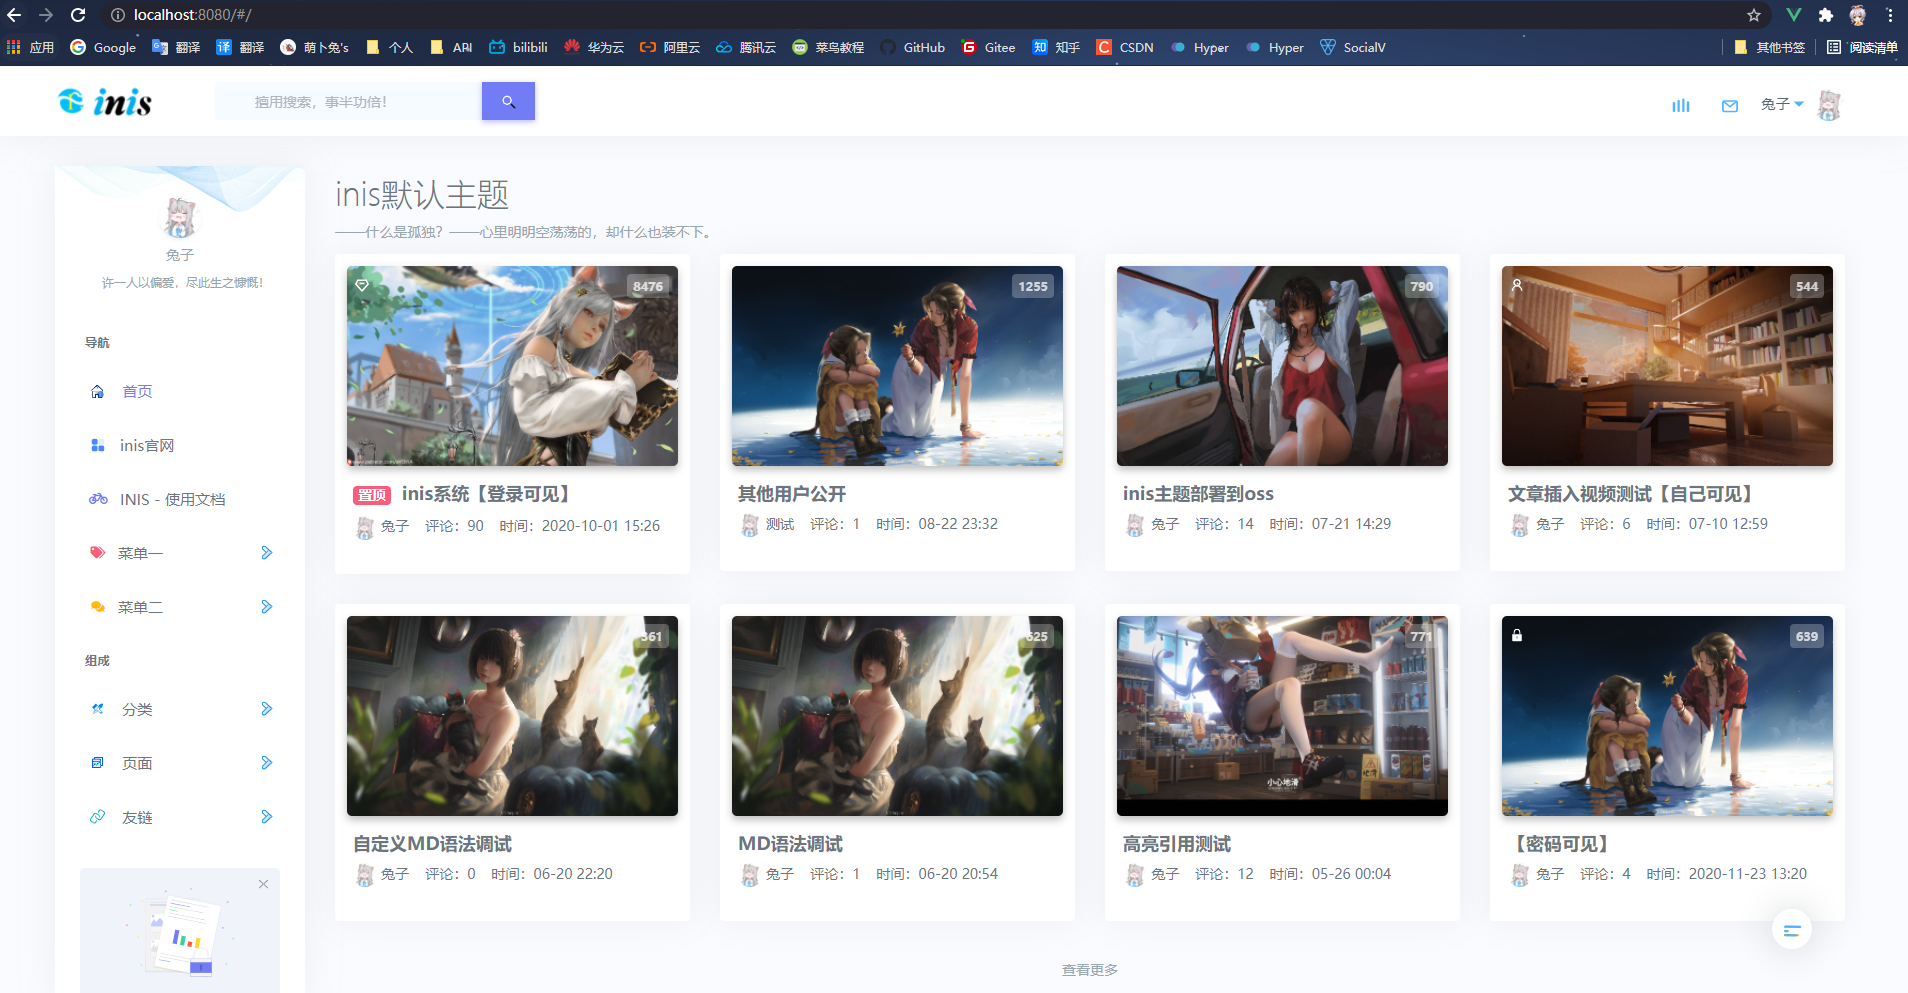 localhost:8080/#/
应用 Google 翻译 翻译 萌卜兔's 个人 API bilibili 华为云 阿里云 腾讯云 菜鸟教程 GitHub Gitee 知乎 CSDN Hyper Hyper SocialV 其他书签 阅读清单
inis 擅用搜索，事半功倍！ 兔子
兔子
许一人以偏爱，尽此生之慷慨！
导航
首页
inis官网
INIS - 使用文档
菜单一
菜单二
组成
分类
页面
友链
inis默认主题
——什么是孤独？——心里明明空荡荡的，却什么也装不下。
8476
置顶 inis系统【登录可见】
兔子 评论：90 时间：2020-10-01 15:26
1255
其他用户公开
测试 评论：1 时间：08-22 23:32
790
inis主题部署到oss
兔子 评论：14 时间：07-21 14:29
544
文章插入视频测试【自己可见】
兔子 评论：6 时间：07-10 12:59
361
自定义MD语法调试
兔子 评论：0 时间：06-20 22:20
625
MD语法调试
兔子 评论：1 时间：06-20 20:54
771
小心地滑
高亮引用测试
兔子 评论：12 时间：05-26 00:04
639
【密码可见】
兔子 评论：4 时间：2020-11-23 13:20
查看更多